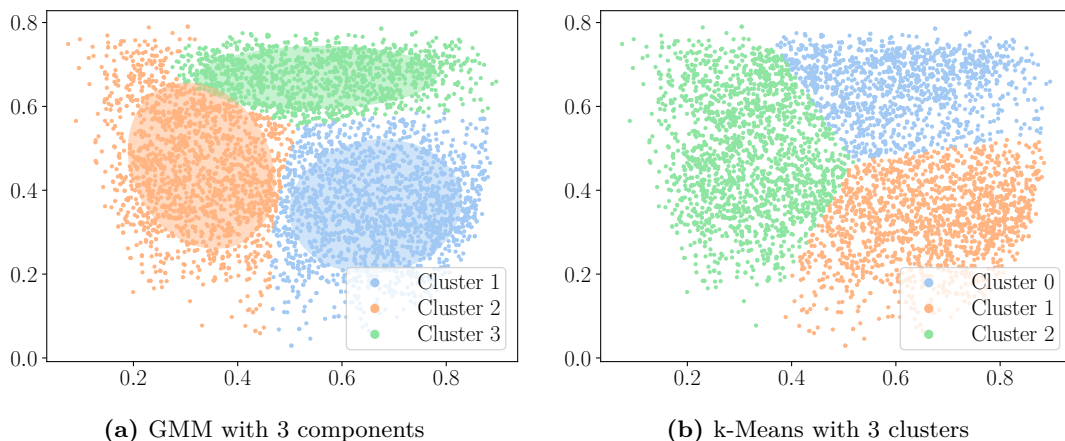 0.8
0.6
0.4
0.2
0.0
0.2 0.4 0.6 0.8
Cluster 1
Cluster 2
Cluster 3
(a) GMM with 3 components
0.8
0.6
0.4
0.2
0.0
0.2 0.4 0.6 0.8
Cluster 0
Cluster 1
Cluster 2
(b) k-Means with 3 clusters